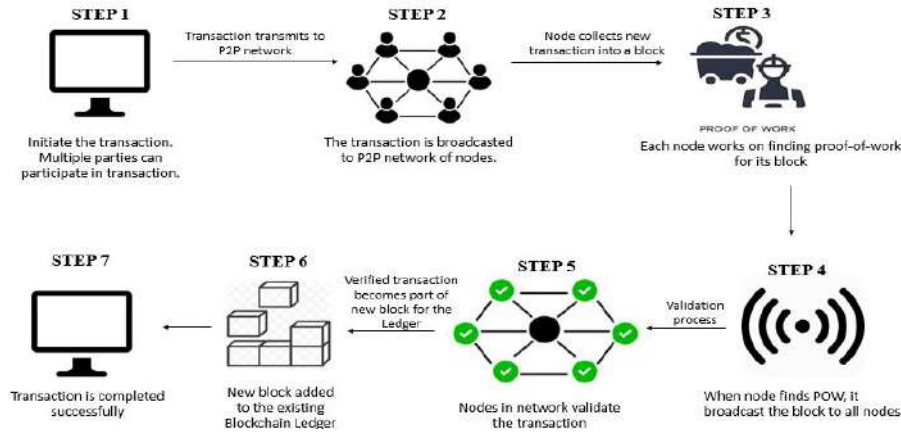 STEP 1
Transaction transmits to
P2P network
STEP 2
Node collects new
transaction into a block
STEP 3
Initiate the transaction.
Multiple parties can
participate in transaction.
The transaction is broadcasted
to P2P network of nodes.
PROOF OF WORK
Each node works on finding proof-of-work
for its block
STEP 7
STEP 6
Verified transaction
becomes part of
new block for the
Ledger
STEP 5
Validation
process
STEP 4
Transaction is completed
successfully
New block added
to the existing
Blockchain Ledger
Nodes in network validate
the transaction
When node finds POW, it
broadcast the block to all nodes